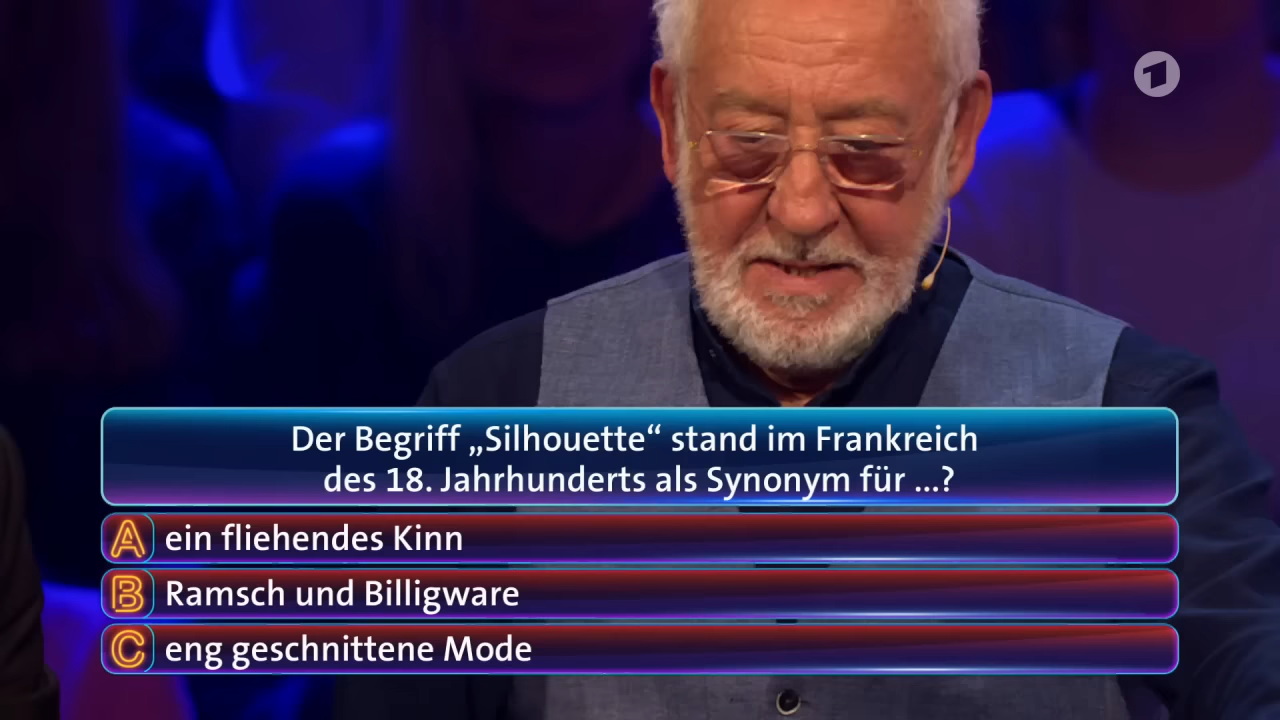 Der Begriff „Silhouette“ stand im Frankreich
des 18. Jahrhunderts als Synonym für ...?
A ein fliehendes Kinn
B Ramsch und Billigware
C eng geschnittene Mode